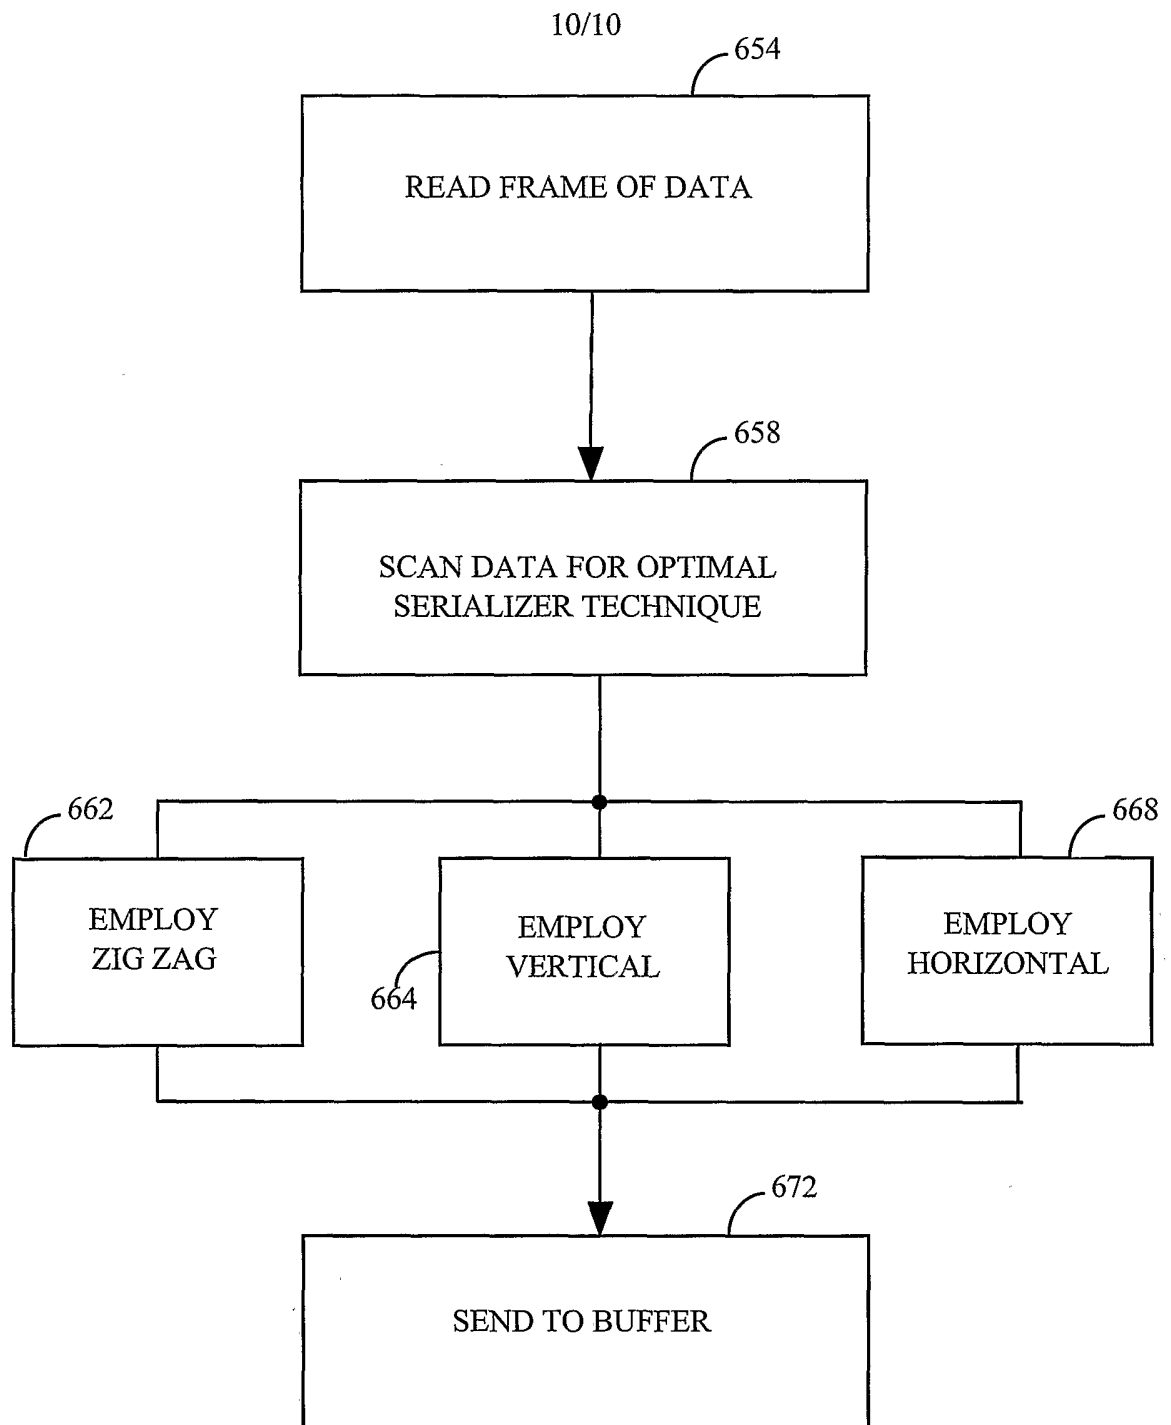 10/10
654
READ FRAME OF DATA
658
SCAN DATA FOR OPTIMAL
SERIALIZER TECHNIQUE
662
668
EMPLOY
ZIG ZAG
EMPLOY
VERTICAL
664
EMPLOY
HORIZONTAL
672
SEND TO BUFFER